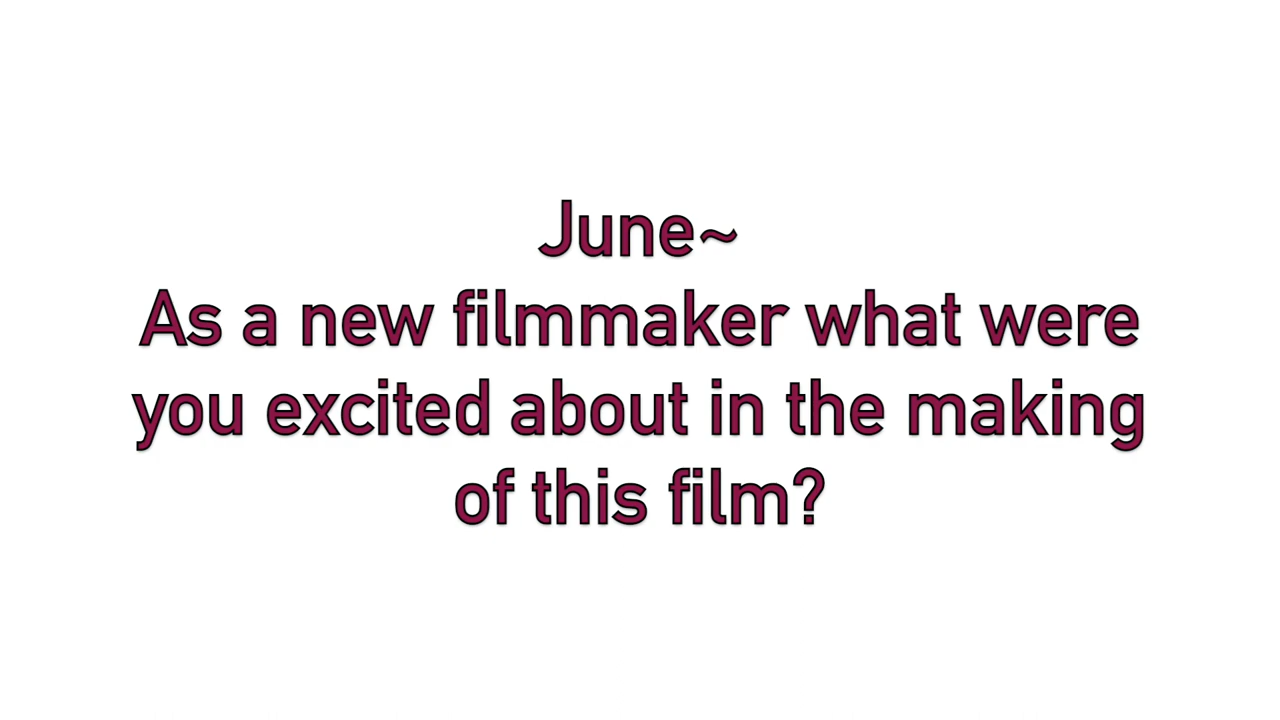 June~
As a new filmmaker what were
you excited about in the making
of this film?